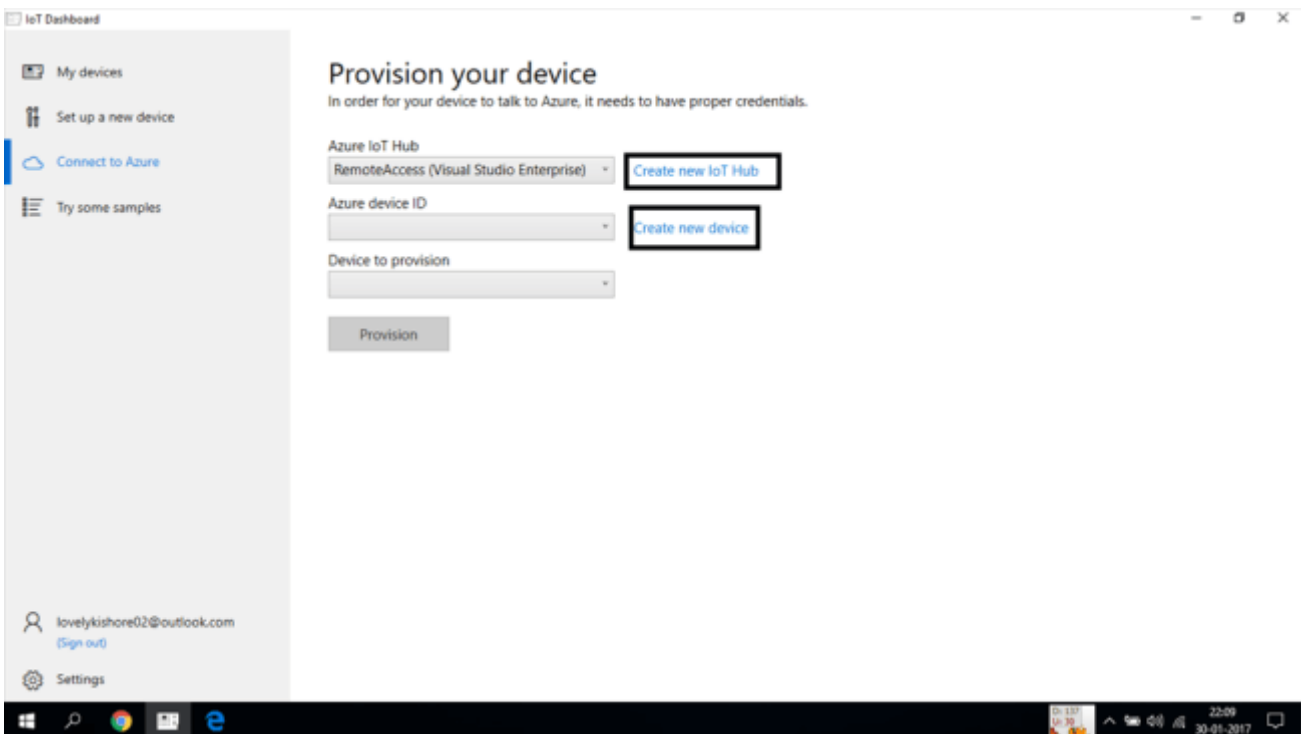 IoT Dashboard
My devices
Set up a new device
Connect to Azure
Try some samples
Provision your device
In order for your device to talk to Azure, it needs to have proper credentials.
Azure IoT Hub
RemoteAccess (Visual Studio Enterprise)
Create new IoT Hub
Azure device ID
Create new device
Device to provision
Provision
lovelykishore02@outlook.com
(Sign out)
Settings
D: 137
U: 30
22:09
30-01-2017